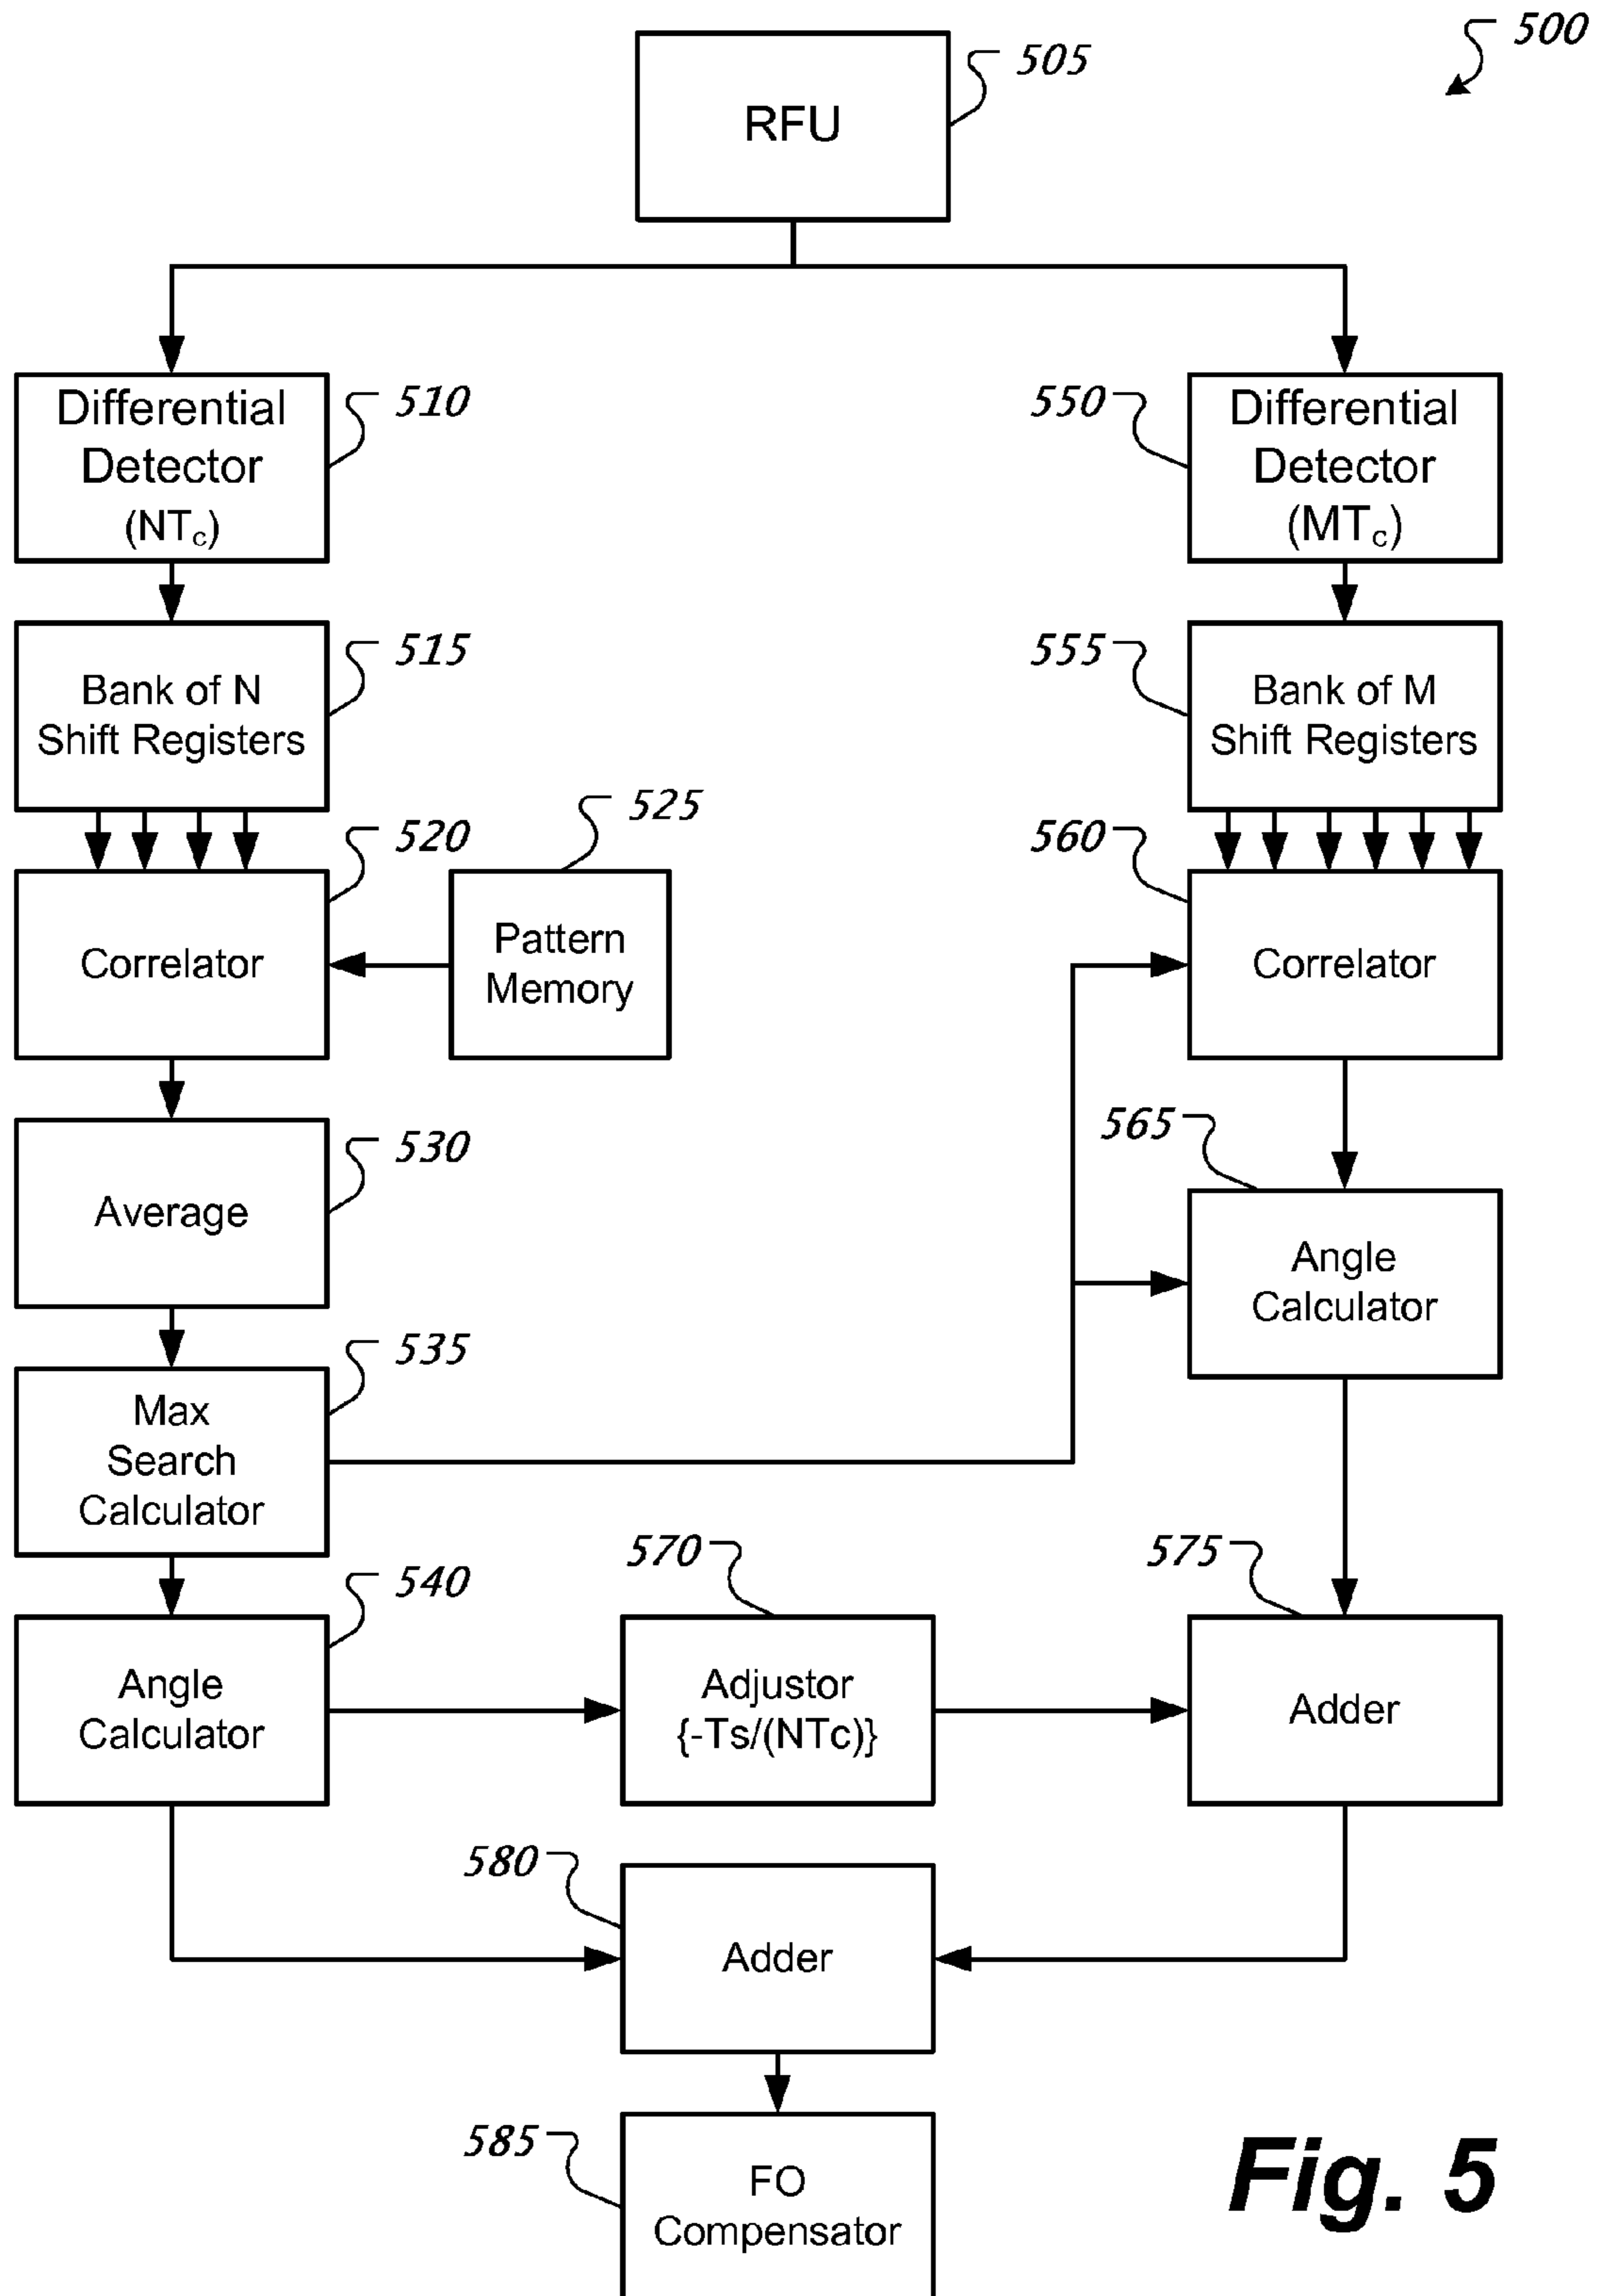 500
505
RFU
510
Differential
Detector
(NTc)
550
Differential
Detector
(MTc)
515
Bank of N
Shift Registers
555
Bank of M
Shift Registers
520
Correlator
525
Pattern
Memory
560
Correlator
530
Average
565
Angle
Calculator
535
Max
Search
Calculator
540
Angle
Calculator
570
Adjustor
{-Ts/(NTc)}
575
Adder
580
Adder
585
FO
Compensator
Fig. 5